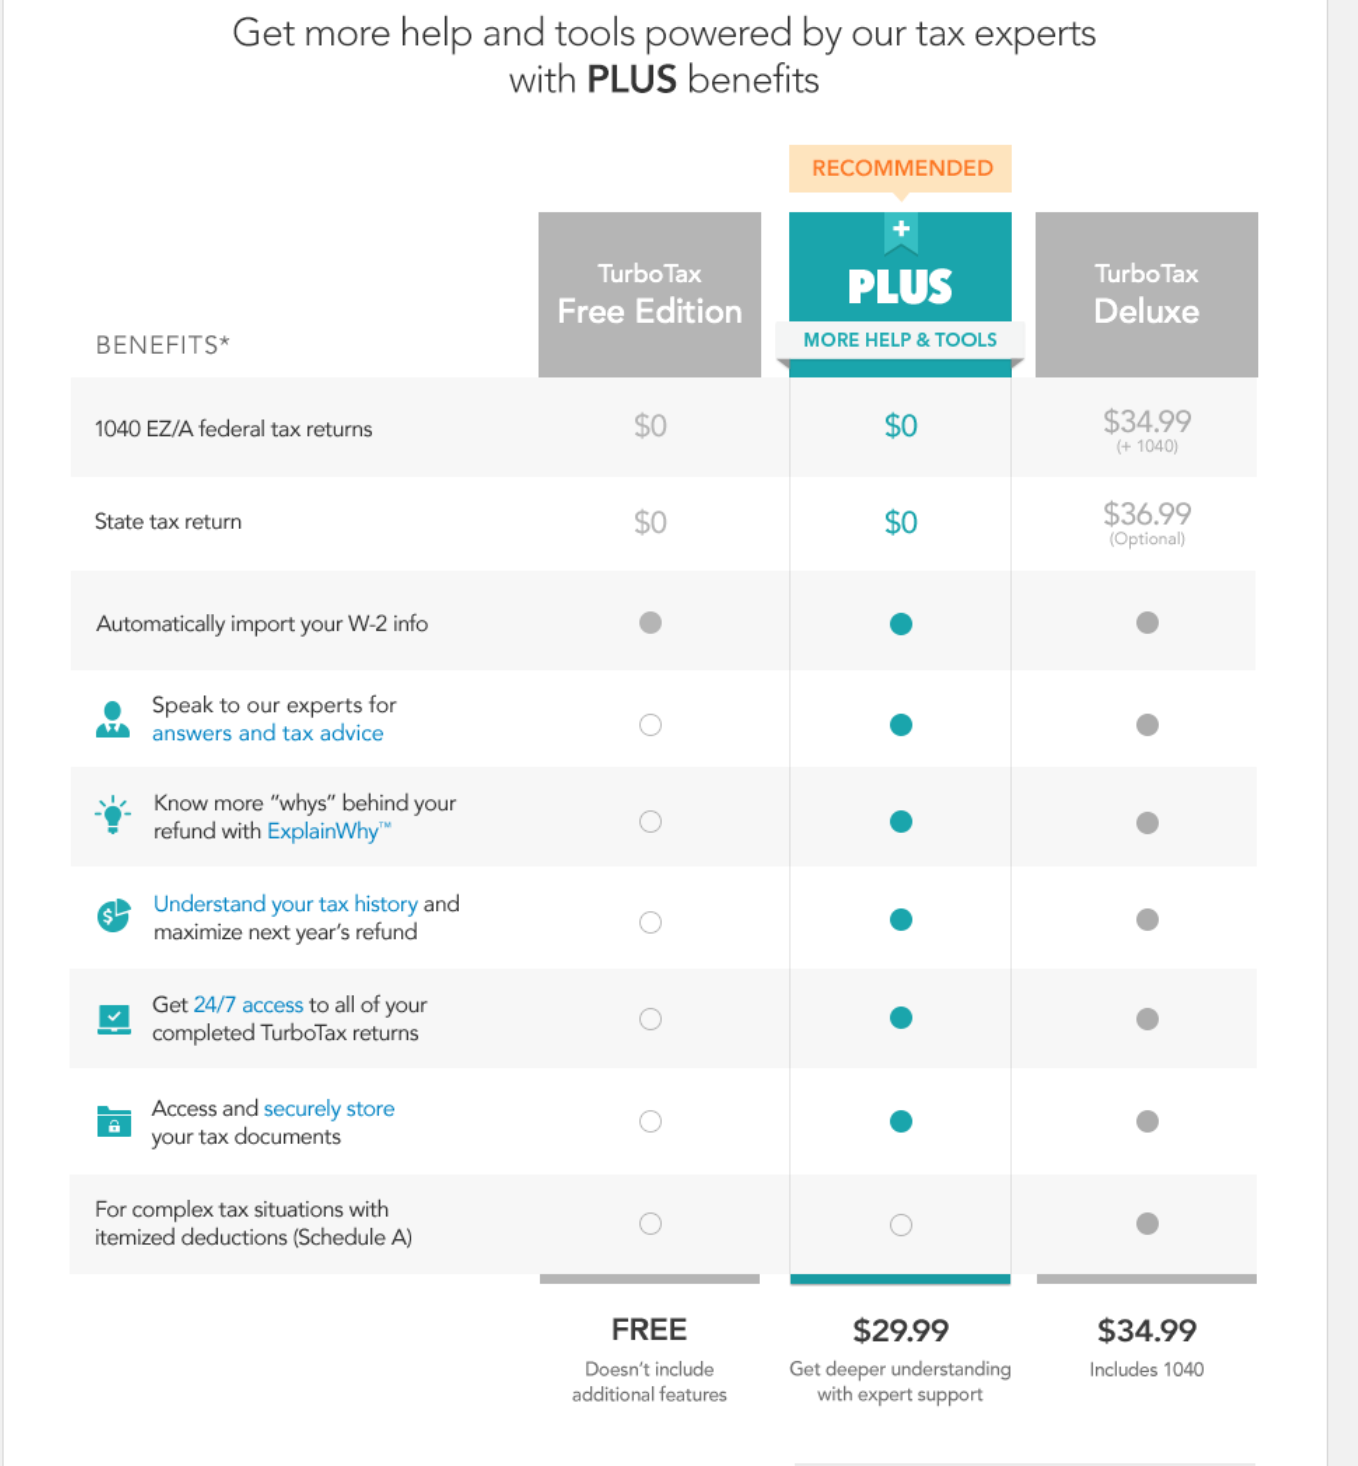 Get more help and tools powered by our tax experts
with PLUS benefits
RECOMMENDED
+
TurboTax
Free Edition
PLUS
MORE HELP & TOOLS
TurboTax
Deluxe
BENEFITS*
1040 EZ/A federal tax returns
$0
$0
$34.99
(+ 1040)
State tax return
$0
$0
$36.99
(Optional)
Automatically import your W-2 info
Speak to our experts for
answers and tax advice
Know more “whys” behind your
refund with ExplainWhy™
$
Understand your tax history and
maximize next year’s refund
Get 24/7 access to all of your
completed TurboTax returns
Access and securely store
your tax documents
For complex tax situations with
itemized deductions (Schedule A)
FREE
Doesn’t include
additional features
$29.99
Get deeper understanding
with expert support
$34.99
Includes 1040